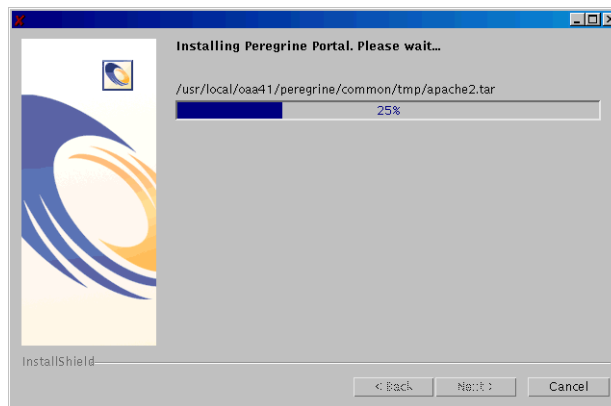 Installing Peregrine Portal. Please wait...
/usr/local/oaa41/peregrine/common/tmp/apache2.tar
25%
InstallShield
< Back
Next >
Cancel